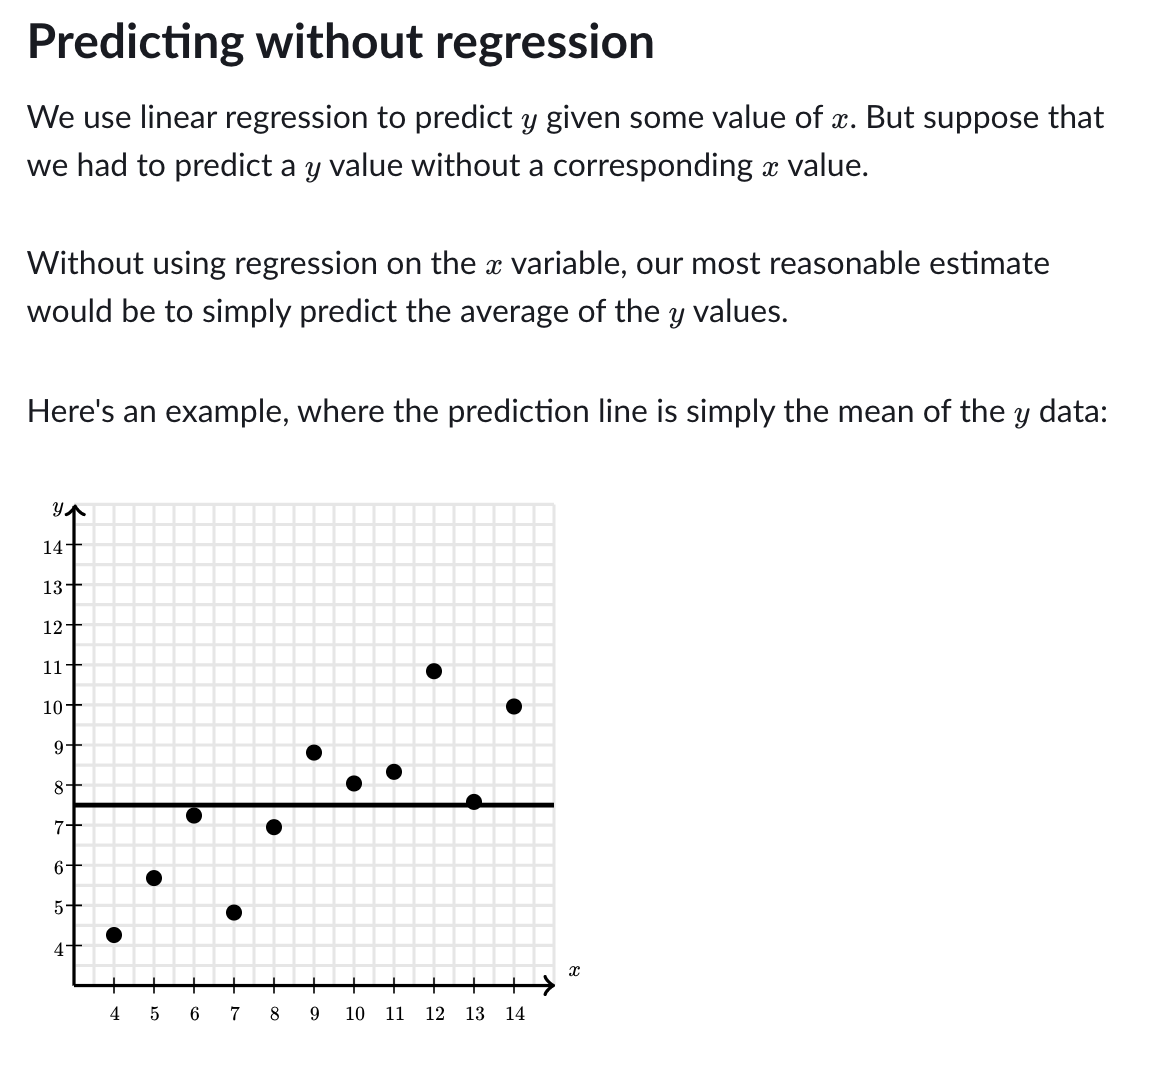 Predicting without regression
We use linear regression to predict y given some value of x. But suppose that
we had to predict a y value without a corresponding x value.
Without using regression on the x variable, our most reasonable estimate
would be to simply predict the average of the y values.
Here's an example, where the prediction line is simply the mean of the y data:
y
14
13
12
11
10
9
8
7
6
5
4
x
4 5 6 7 8 9 10 11 12 13 14